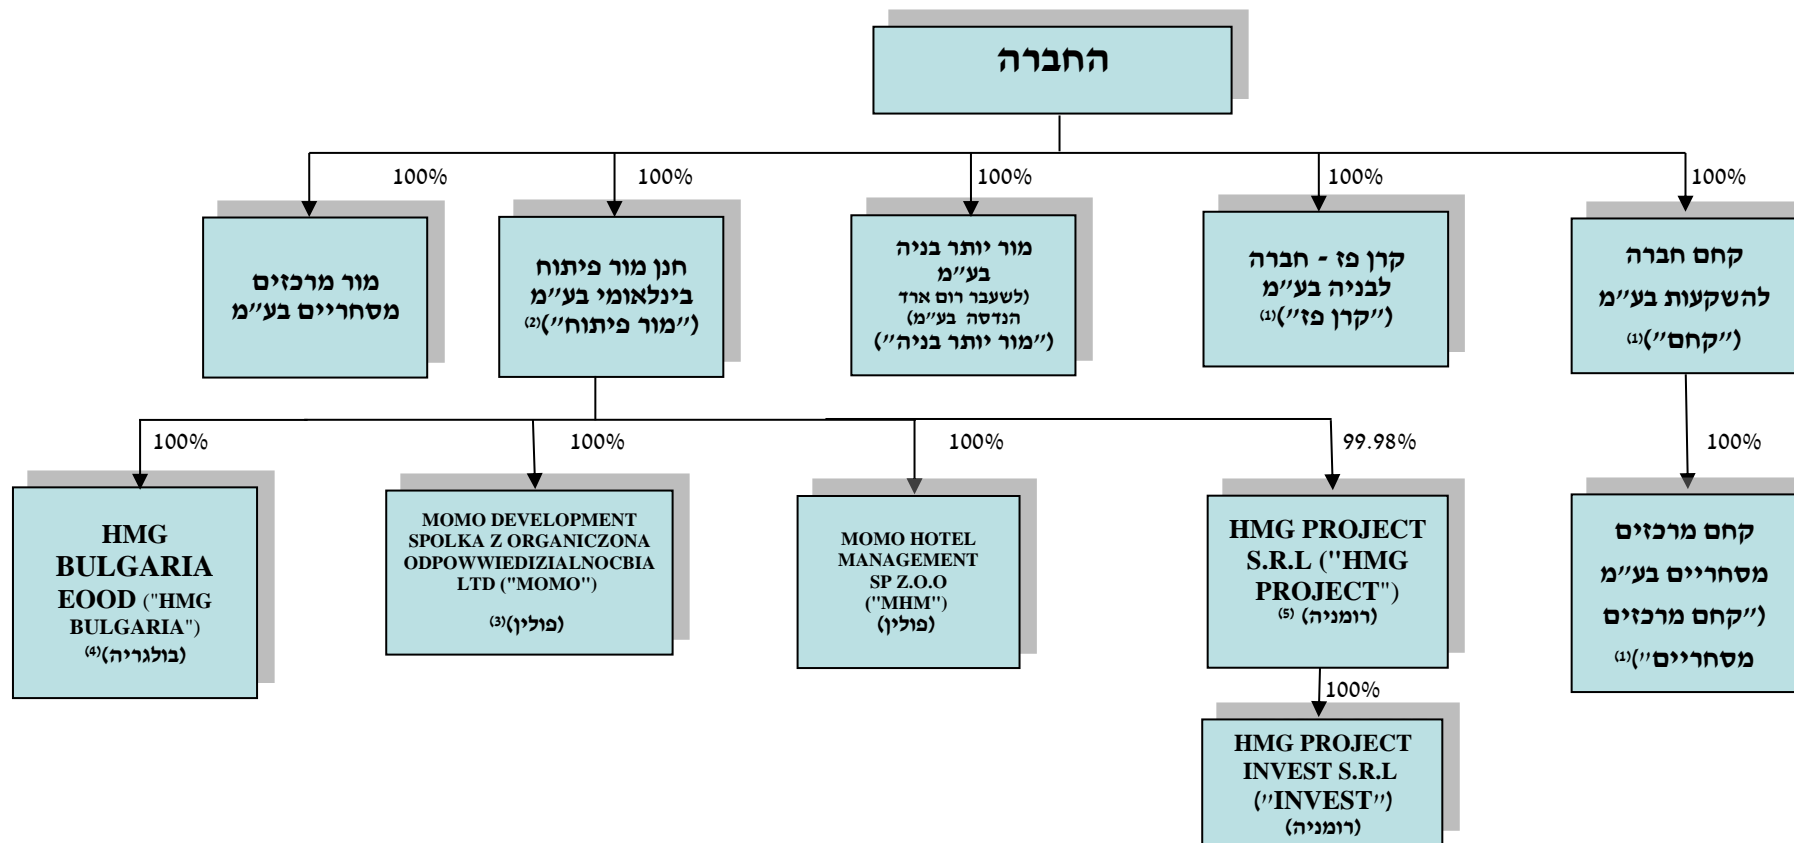 החברה
100%
100%
100%
100%
100%
קחם חברה
להשקעות בע"מ
("קחם")(1)
קרן פז - חברה
לבניה בע"מ
("קרן פז")(1)
מור יותר בניה
בע"מ
(לשעבר רום ארד
הנדסה בע"מ)
("מור יותר בניה")
חנן מור פיתוח
בינלאומי בע"מ
("מור פיתוח")(2)
מור מרכזים
מסחריים בע"מ
100%
99.98%
100%
100%
100%
קחם מרכזים
מסחריים בע"מ
("קחם מרכזים
מסחריים")(1)
HMG PROJECT
S.R.L ("HMG
PROJECT")
(רומניה) (5)
MOMO HOTEL
MANAGEMENT
SP Z.O.O
("MHM")
(פולין)
MOMO DEVELOPMENT
SPOLKA Z ORGANICZONA
ODPOWWIEDIZIALNOCBIA
LTD ("MOMO")
(פולין)(3)
HMG
BULGARIA
EOOD ("HMG
BULGARIA")
(בולגריה)(4)
100%
HMG PROJECT
INVEST S.R.L
("INVEST")
(רומניה)